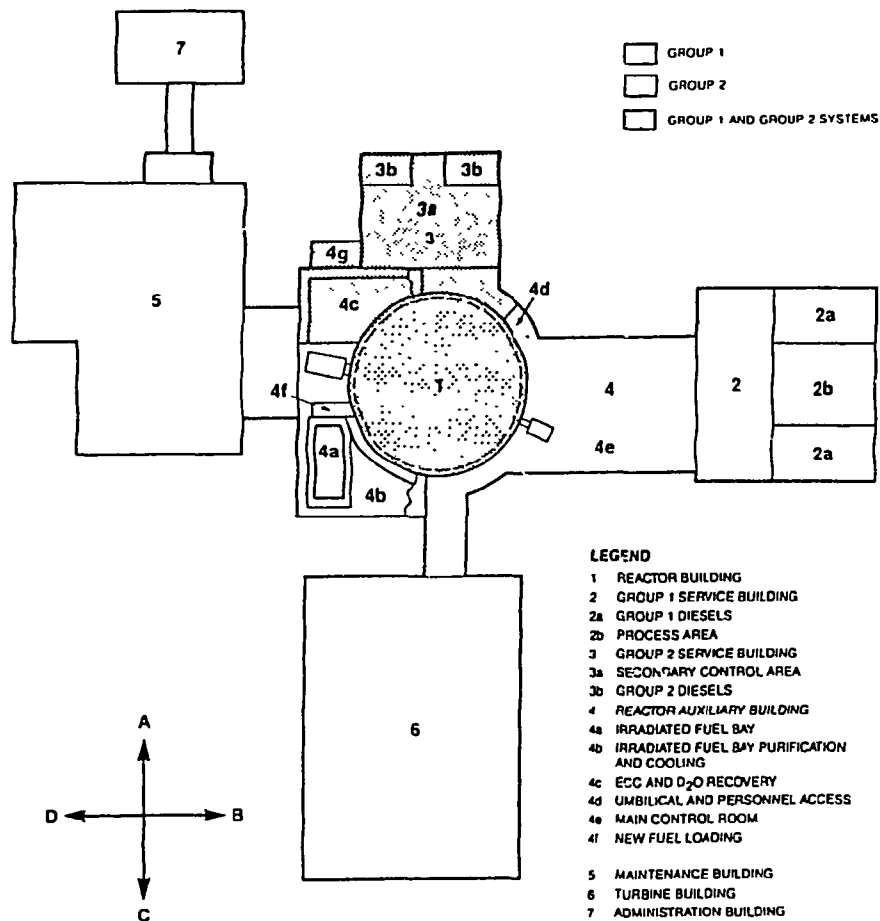 7
GROUP 1
GROUP 2
GROUP 1 AND GROUP 2 SYSTEMS
3b 3b
3a
3
4g
4d
4c
5
2a
1
4
2
2b
4f
4a
4e
2a
4b
6
A
D B
C
LEGEND
1 REACTOR BUILDING
2 GROUP 1 SERVICE BUILDING
2a GROUP 1 DIESELS
2b PROCESS AREA
3 GROUP 2 SERVICE BUILDING
3a SECONDARY CONTROL AREA
3b GROUP 2 DIESELS
4 REACTOR AUXILIARY BUILDING
4a IRRADIATED FUEL BAY
4b IRRADIATED FUEL BAY PURIFICATION
AND COOLING
4c ECC AND D₂O RECOVERY
4d UMBILICAL AND PERSONNEL ACCESS
4e MAIN CONTROL ROOM
4f NEW FUEL LOADING
5 MAINTENANCE BUILDING
6 TURBINE BUILDING
7 ADMINISTRATION BUILDING